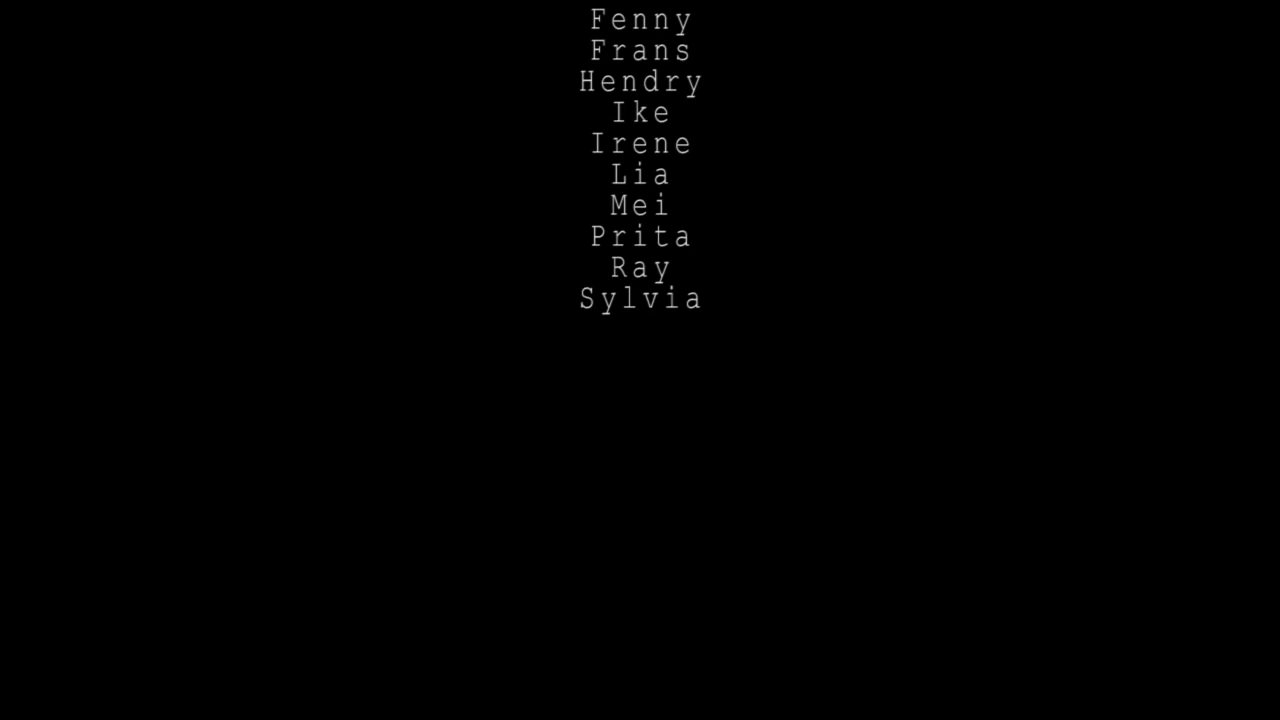 Fenny
Frans
Hendry
Ike
Irene
Lia
Mei
Prita
Ray
Sylvia